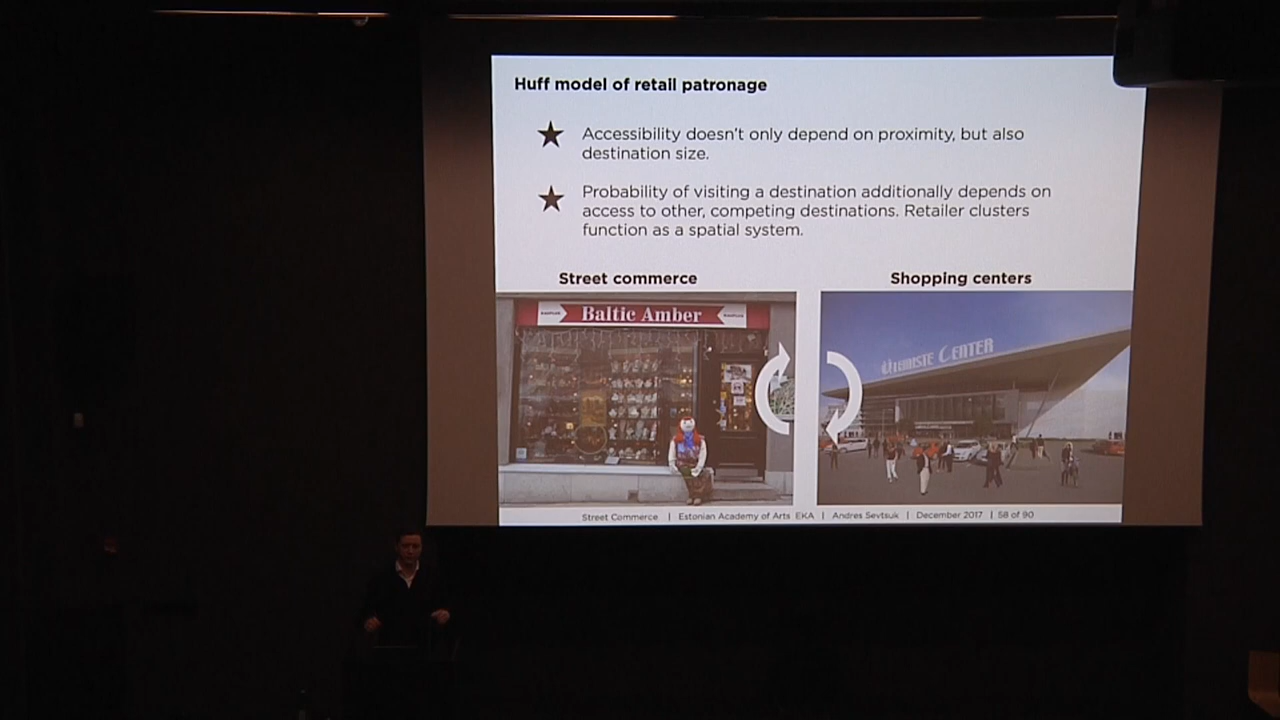 Huff model of retail patronage
Accessibility doesn't only depend on proximity, but also
destination size.
Probability of visiting a destination additionally depends on
access to other, competing destinations. Retailer clusters
function as a spatial system.
Street commerce
Shopping centers
Baltic Amber
ÜLEMISTE CENTER
Street Commerce | Estonian Academy of Arts EKA | Andres Sevtsuk | December 2017 | 58 of 90